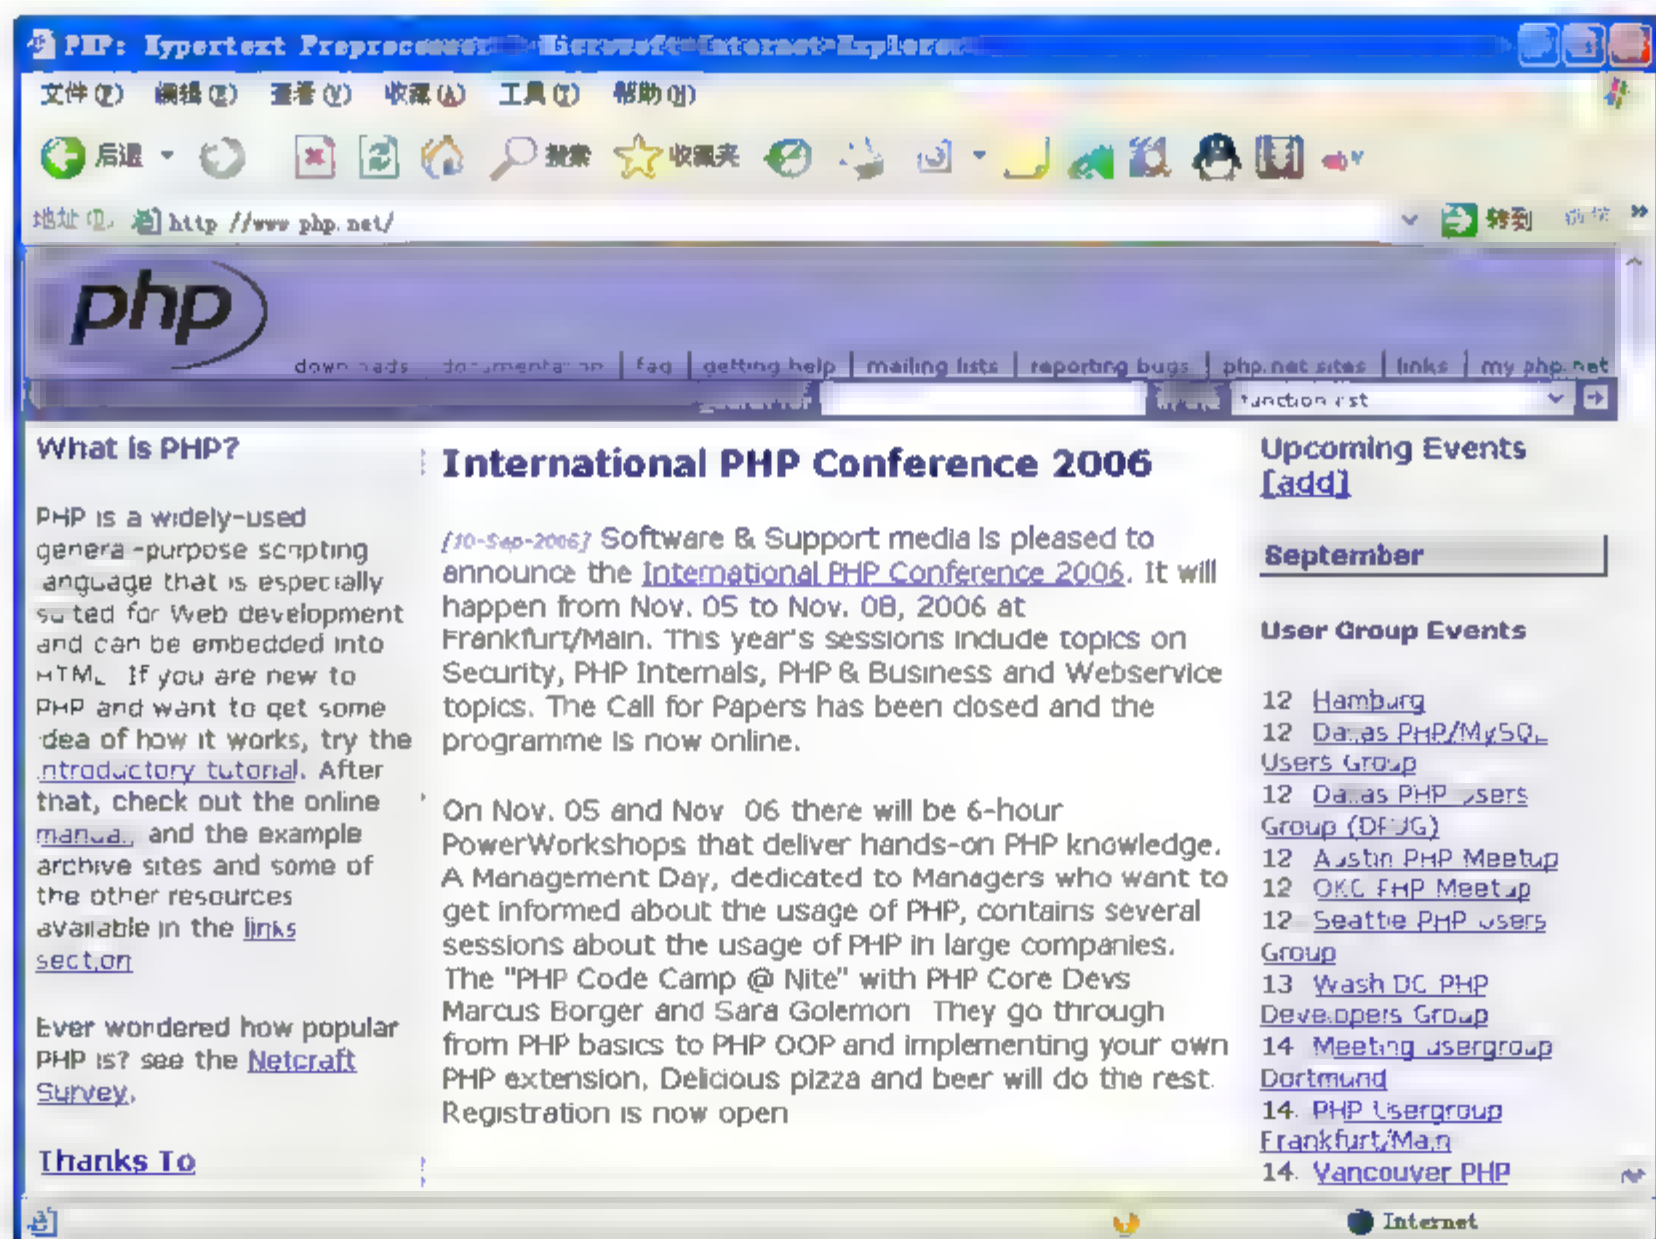 PHP: Hypertext Preprocessor - Microsoft Internet Explorer
文件(F) 编辑(E) 查看(V) 收藏(A) 工具(T) 帮助(H)
后退 搜索 收藏夹
地址(D) http://www.php.net/ 转到 »
php
downloads documentation | faq | getting help | mailing lists | reporting bugs | php.net sites | links | my php.net
function list
What is PHP?
PHP is a widely-used
general-purpose scripting
language that is especially
suited for Web development
and can be embedded into
HTML. If you are new to
PHP and want to get some
idea of how it works, try the
introductory tutorial. After
that, check out the online
manual, and the example
archive sites and some of
the other resources
available in the links
section.
Ever wondered how popular
PHP is? see the Netcraft
Survey.
Thanks To
International PHP Conference 2006
[10-Sep-2006] Software & Support media is pleased to
announce the International PHP Conference 2006. It will
happen from Nov. 05 to Nov. 08, 2006 at
Frankfurt/Main. This year's sessions include topics on
Security, PHP Internals, PHP & Business and Webservice
topics. The Call for Papers has been closed and the
programme is now online.
On Nov. 05 and Nov. 06 there will be 6-hour
PowerWorkshops that deliver hands-on PHP knowledge.
A Management Day, dedicated to Managers who want to
get informed about the usage of PHP, contains several
sessions about the usage of PHP in large companies.
The "PHP Code Camp @ Nite" with PHP Core Devs
Marcus Borger and Sara Golemon. They go through
from PHP basics to PHP OOP and implementing your own
PHP extension, Delicious pizza and beer will do the rest.
Registration is now open
Upcoming Events
[add]
September
User Group Events
12. Hamburg
12. Dallas PHP/MySQL
Users Group
12. Dallas PHP Users
Group (DPUG)
12. Austin PHP Meetup
12. OKC PHP Meetup
12. Seattle PHP Users
Group
13. Wash DC PHP
Developers Group
14. Meeting usergroup
Dortmund
14. PHP Usergroup
Frankfurt/Main
14. Vancouver PHP
Internet